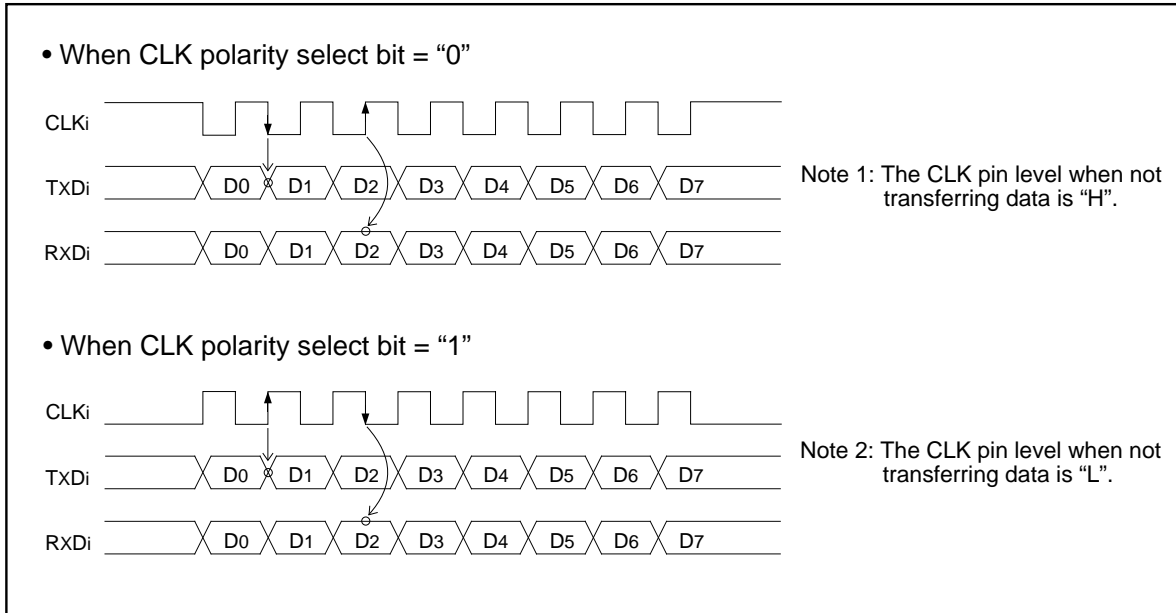 • When CLK polarity select bit = “0”
CLKi
TXDi D0 D1 D2 D3 D4 D5 D6 D7
RXDi D0 D1 D2 D3 D4 D5 D6 D7
Note 1: The CLK pin level when not
transferring data is “H”.
• When CLK polarity select bit = “1”
CLKi
TXDi D0 D1 D2 D3 D4 D5 D6 D7
RXDi D0 D1 D2 D3 D4 D5 D6 D7
Note 2: The CLK pin level when not
transferring data is “L”.